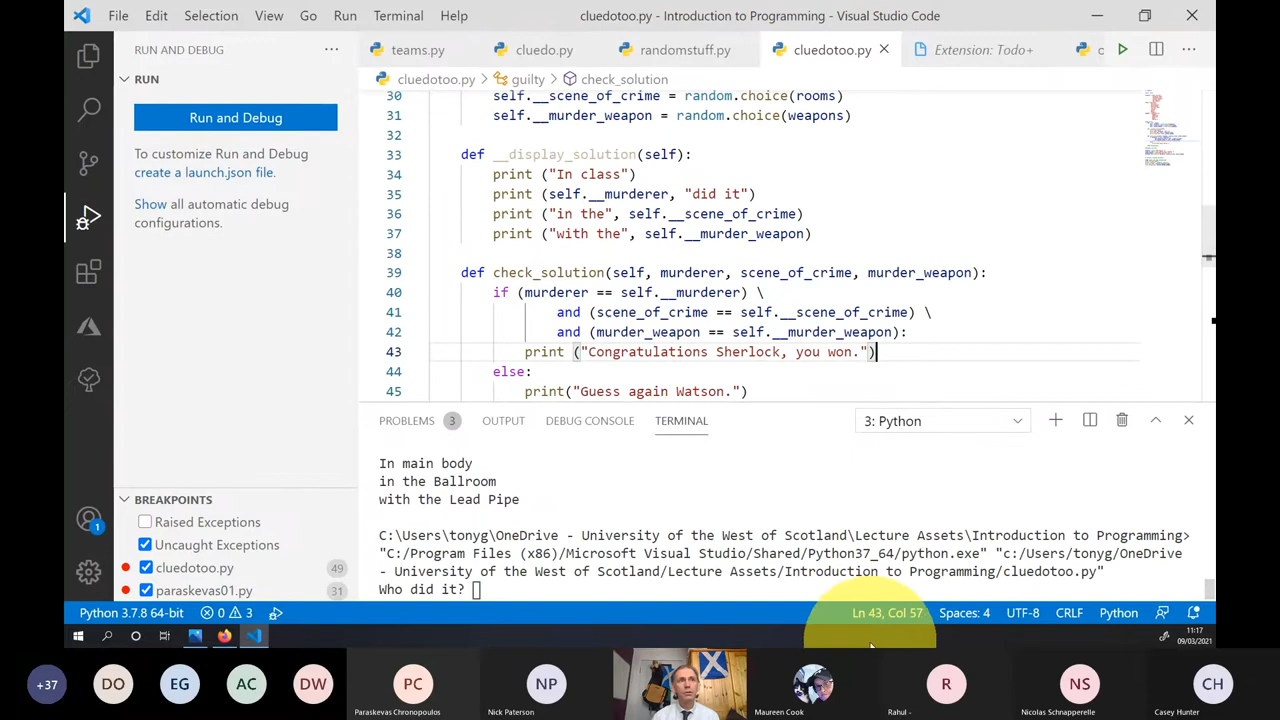 File Edit Selection View Go Run Terminal Help cluedotoo.py - Introduction to Programming - Visual Studio Code
RUN AND DEBUG ...
teams.py cluedo.py randomstuff.py cluedotoo.py Extension: Todo+
cluedotoo.py > guilty > check_solution
RUN
Run and Debug
To customize Run and Debug
create a launch.json file.
Show all automatic debug
configurations.
30 self.__scene_of_crime = random.choice(rooms)
31 self.__murder_weapon = random.choice(weapons)
32
33 def __display_solution(self):
34 print ("In class")
35 print (self.__murderer, "did it")
36 print ("in the", self.__scene_of_crime)
37 print ("with the", self.__murder_weapon)
38
39 def check_solution(self, murderer, scene_of_crime, murder_weapon):
40 if (murderer == self.__murderer) \
41 and (scene_of_crime == self.__scene_of_crime) \
42 and (murder_weapon == self.__murder_weapon):
43 print ("Congratulations Sherlock, you won.")
44 else:
45 print("Guess again Watson.")
PROBLEMS 3 OUTPUT DEBUG CONSOLE TERMINAL 3: Python
In main body
in the Ballroom
with the Lead Pipe
C:\Users\tonyg\OneDrive - University of the West of Scotland\Lecture Assets\Introduction to Programming>
"C:/Program Files (x86)/Microsoft Visual Studio/Shared/Python37_64/python.exe" "c:/Users/tonyg/OneDrive
- University of the West of Scotland/Lecture Assets/Introduction to Programming/cluedotoo.py"
Who did it?
BREAKPOINTS
Raised Exceptions
Uncaught Exceptions
cluedotoo.py 49
paraskevas01.py 31
1
Python 3.7.8 64-bit 0 3 Ln 43, Col 57 Spaces: 4 UTF-8 CRLF Python
11:17
09/03/2021
+37 DO EG AC DW PC NP R NS CH
Paraskevas Chronopoulos Nick Paterson Maureen Cook Rahul - Nicolas Schnapperelle Casey Hunter